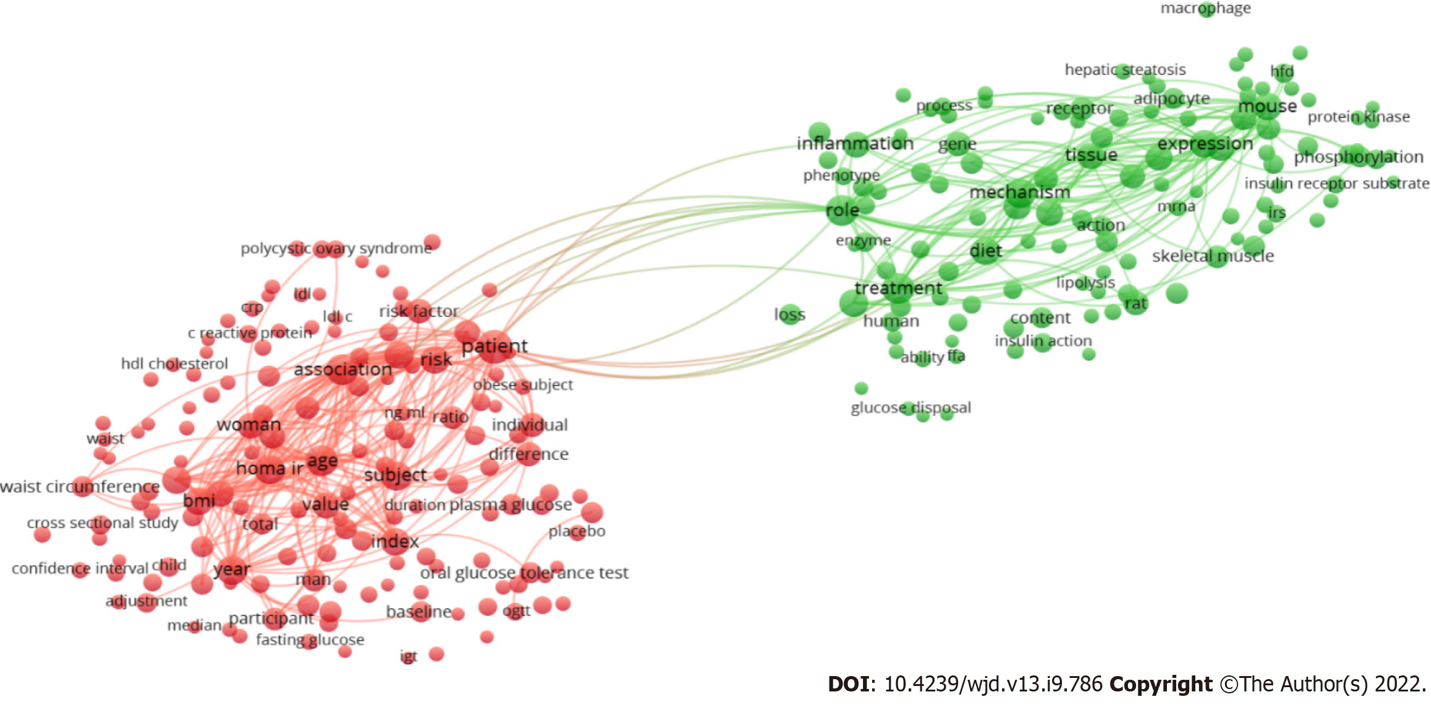 macrophage
hepatic steatosis
hfd
process
receptor
adipocyte
mouse
protein kinase
inflammation
gene
tissue
expression
phosphorylation
phenotype
mechanism
insulin receptor substrate
role
mrna
irs
action
enzyme
diet
skeletal muscle
treatment
lipolysis
rat
loss
human
content
insulin action
ability
ffa
glucose disposal
polycystic ovary syndrome
ldl
crp
ldl c
risk factor
c reactive protein
patient
hdl cholesterol
association
risk
obese subject
ng ml
ratio
woman
individual
waist
difference
homa ir
age
subject
waist circumference
bmi
value
duration
plasma glucose
cross sectional study
total
placebo
index
confidence interval
child
year
man
oral glucose tolerance test
adjustment
baseline
ogtt
median
participant
fasting glucose
igt
DOI: 10.4239/wjd.v13.i9.786 Copyright ©The Author(s) 2022.